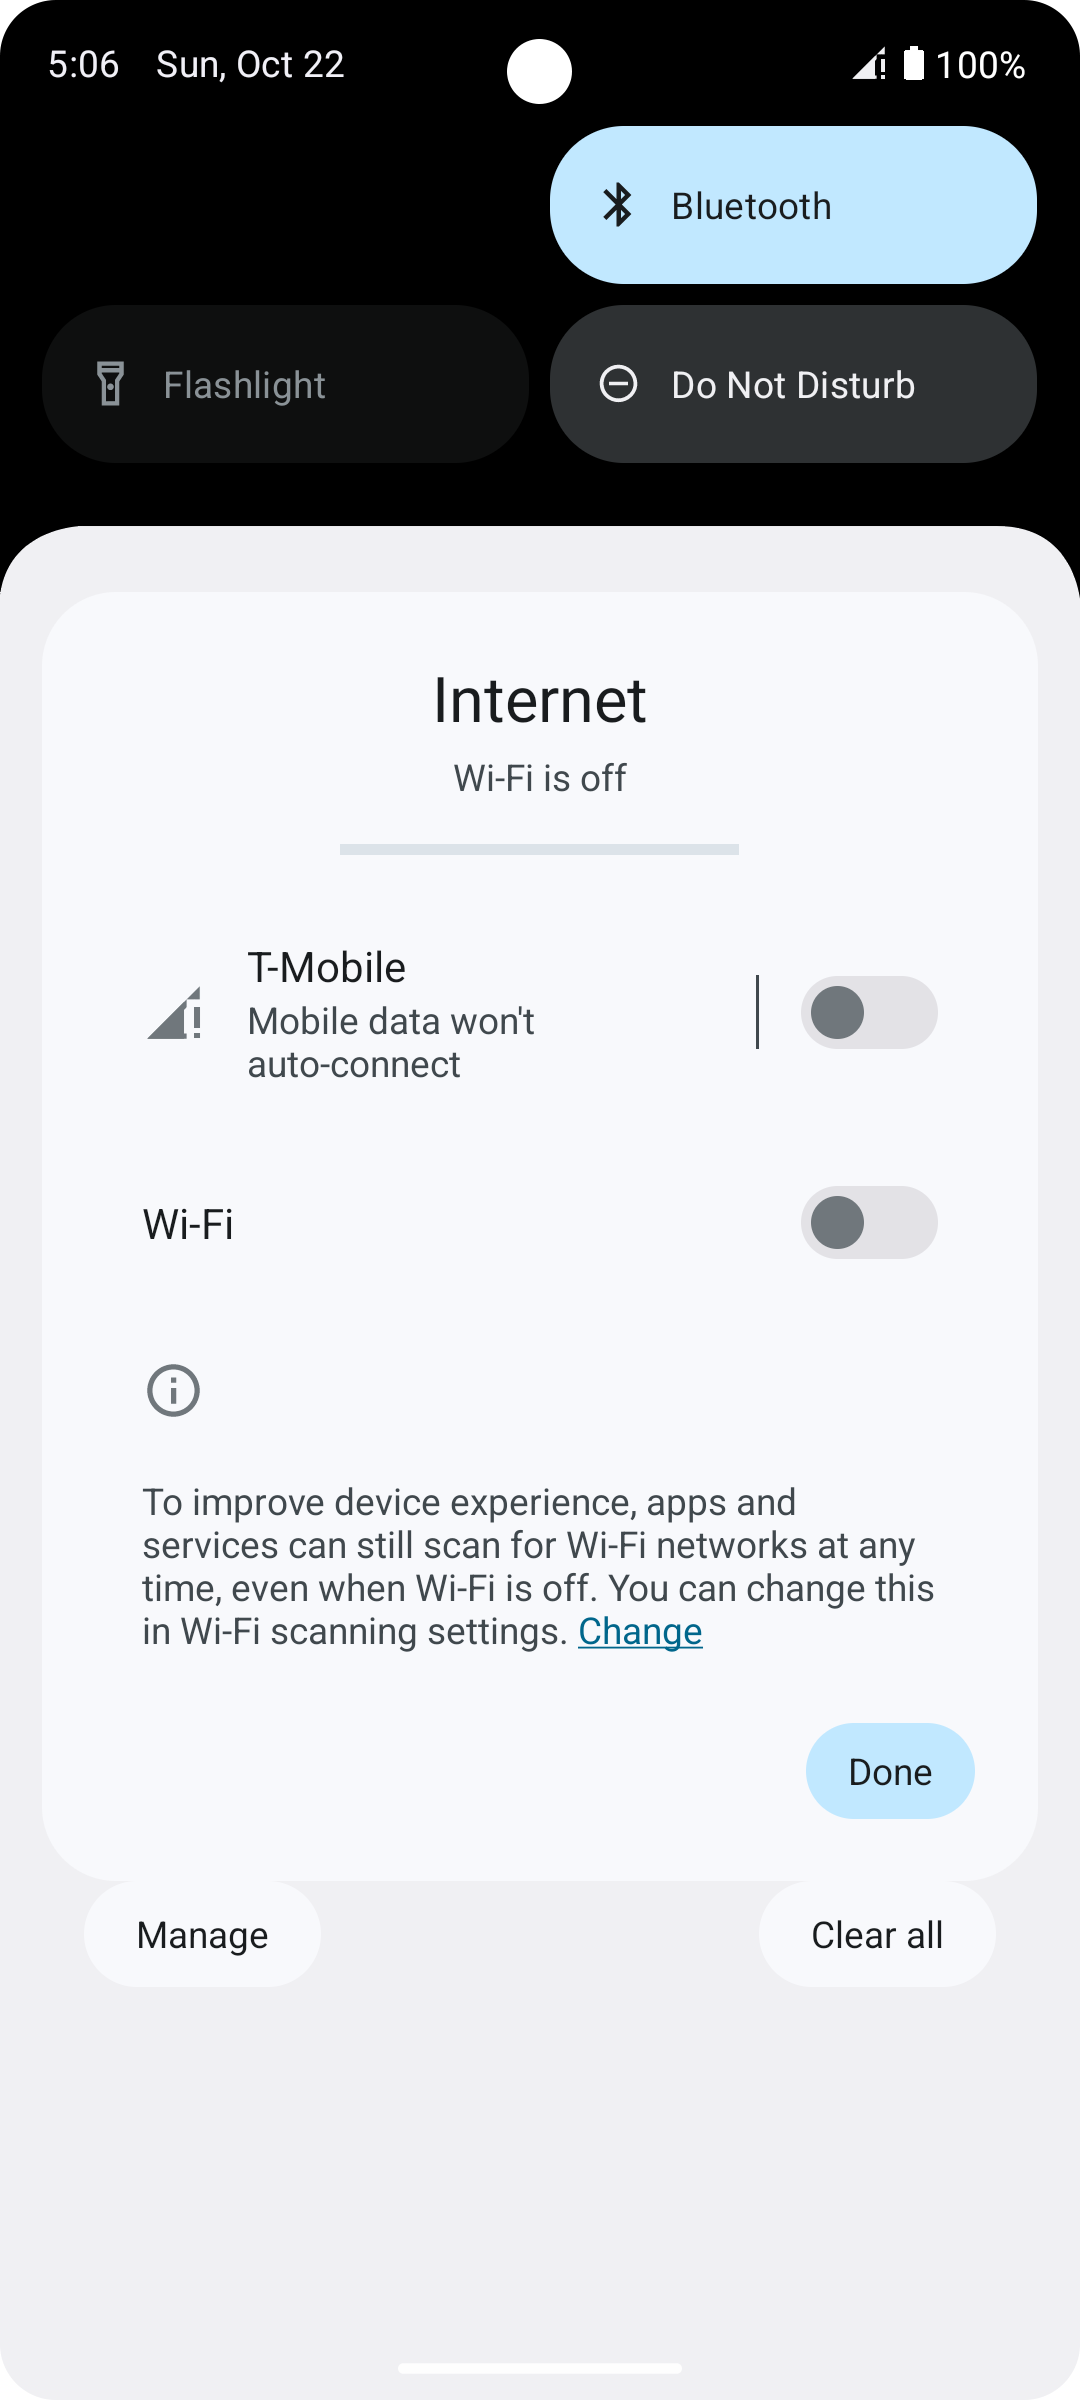 5:06 Sun, Oct 22 100%
Bluetooth
Flashlight Do Not Disturb
Internet
Wi-Fi is off
T-Mobile
Mobile data won't
auto-connect
Wi-Fi
To improve device experience, apps and
services can still scan for Wi-Fi networks at any
time, even when Wi-Fi is off. You can change this
in Wi-Fi scanning settings. Change
Done
Manage Clear all